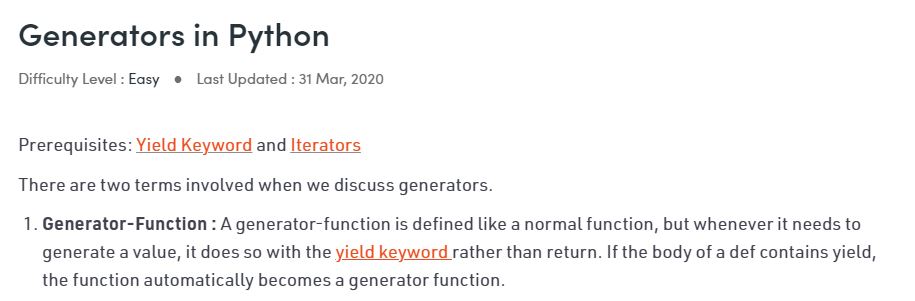 Generators in Python
Difficulty Level : Easy ● Last Updated : 31 Mar, 2020
Prerequisites: Yield Keyword and Iterators
There are two terms involved when we discuss generators.
1. Generator-Function : A generator-function is defined like a normal function, but whenever it needs to
generate a value, it does so with the yield keyword rather than return. If the body of a def contains yield,
the function automatically becomes a generator function.